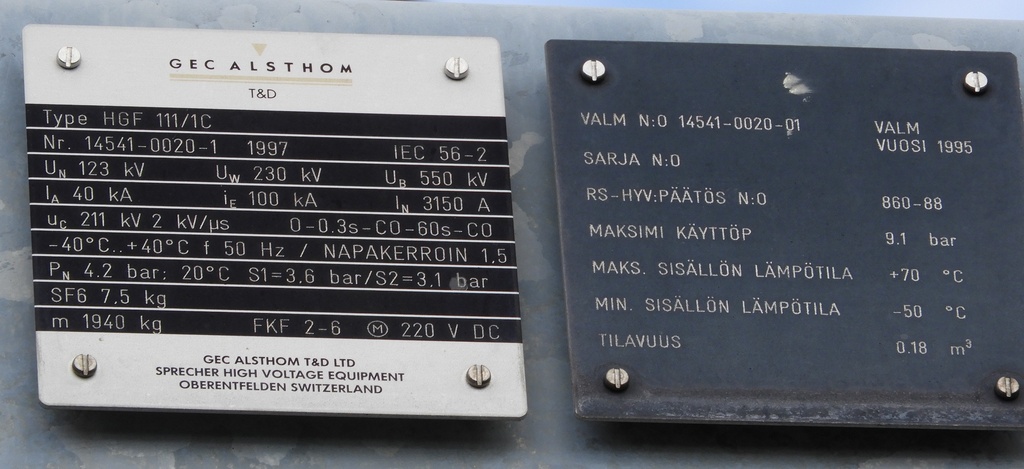 GEC ALSTHOM
T&D
Type HGF 111/1C
Nr. 14541-0020-1 1997 IEC 56-2
UN 123 kV UW 230 kV UB 550 kV
IA 40 kA iE 100 kA IN 3150 A
uC 211 kV 2 kV/µs O-0.3s-CO-60s-CO
-40°C..+40°C f 50 Hz / NAPAKERROIN 1,5
PN 4.2 bar; 20°C S1=3.6 bar/S2=3.1 bar
SF6 7.5 kg
m 1940 kg FKF 2-6 Ⓜ 220 V DC
GEC ALSTHOM T&D LTD
SPRECHER HIGH VOLTAGE EQUIPMENT
OBERENTFELDEN SWITZERLAND
VALM N:O 14541-0020-01 VALM
VUOSI 1995
SARJA N:O
RS-HYV:PÄÄTÖS N:O 860-88
MAKSIMI KÄYTTÖP 9.1 bar
MAKS. SISÄLLÖN LÄMPÖTILA +70 °C
MIN. SISÄLLÖN LÄMPÖTILA -50 °C
TILAVUUS 0.18 m³